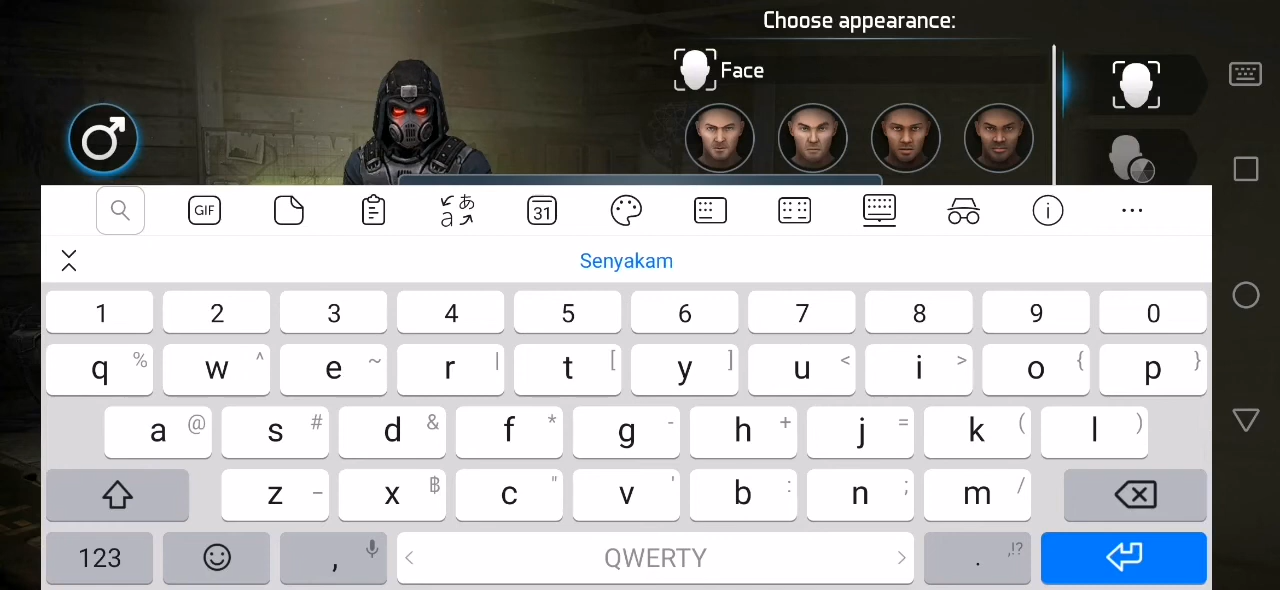 Choose appearance:
Face
GIF
31
Senyakam
1 2 3 4 5 6 7 8 9 0
q % w ^ e ~ r | t [ y ] u < i > o { p }
a @ s # d & f * g - h + j = k ( l )
z – x ฿ c " v ' b : n ; m /
123 , QWERTY . ,!?